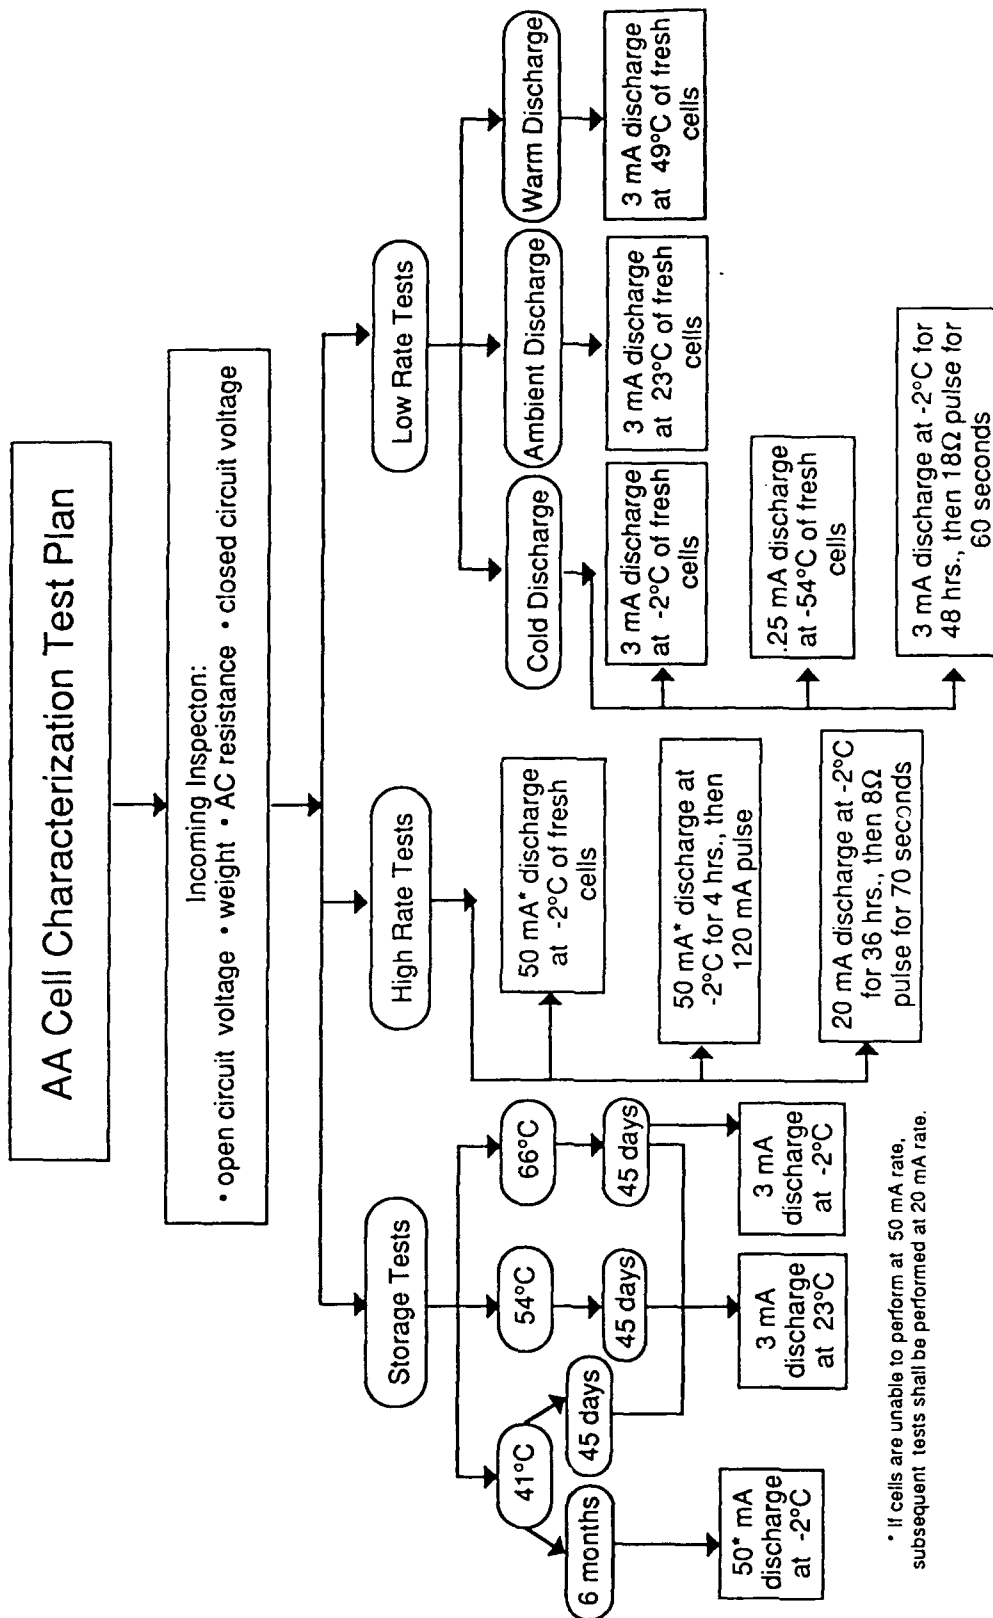 AA Cell Characterization Test Plan
Incoming Inspecton:
• open circuit voltage • weight • AC resistance • closed circuit voltage
Storage Tests
41°C
6 months
50* mA
discharge
at -2°C
45 days
54°C
45 days
66°C
45 days
3 mA
discharge
at 23°C
3 mA
discharge
at -2°C
High Rate Tests
50 mA* discharge
at -2°C of fresh
cells
50 mA* discharge at
-2°C for 4 hrs., then
120 mA pulse
20 mA discharge at -2°C
for 36 hrs., then 8Ω
pulse for 70 seconds
Low Rate Tests
Cold Discharge
3 mA discharge
at -2°C of fresh
cells
.25 mA discharge
at -54°C of fresh
cells
3 mA discharge at -2°C for
48 hrs., then 18Ω pulse for
60 seconds
Ambient Discharge
3 mA discharge
at 23°C of fresh
cells
Warm Discharge
3 mA discharge
at 49°C of fresh
cells
* If cells are unable to perform at 50 mA rate,
subsequent tests shall be performed at 20 mA rate.